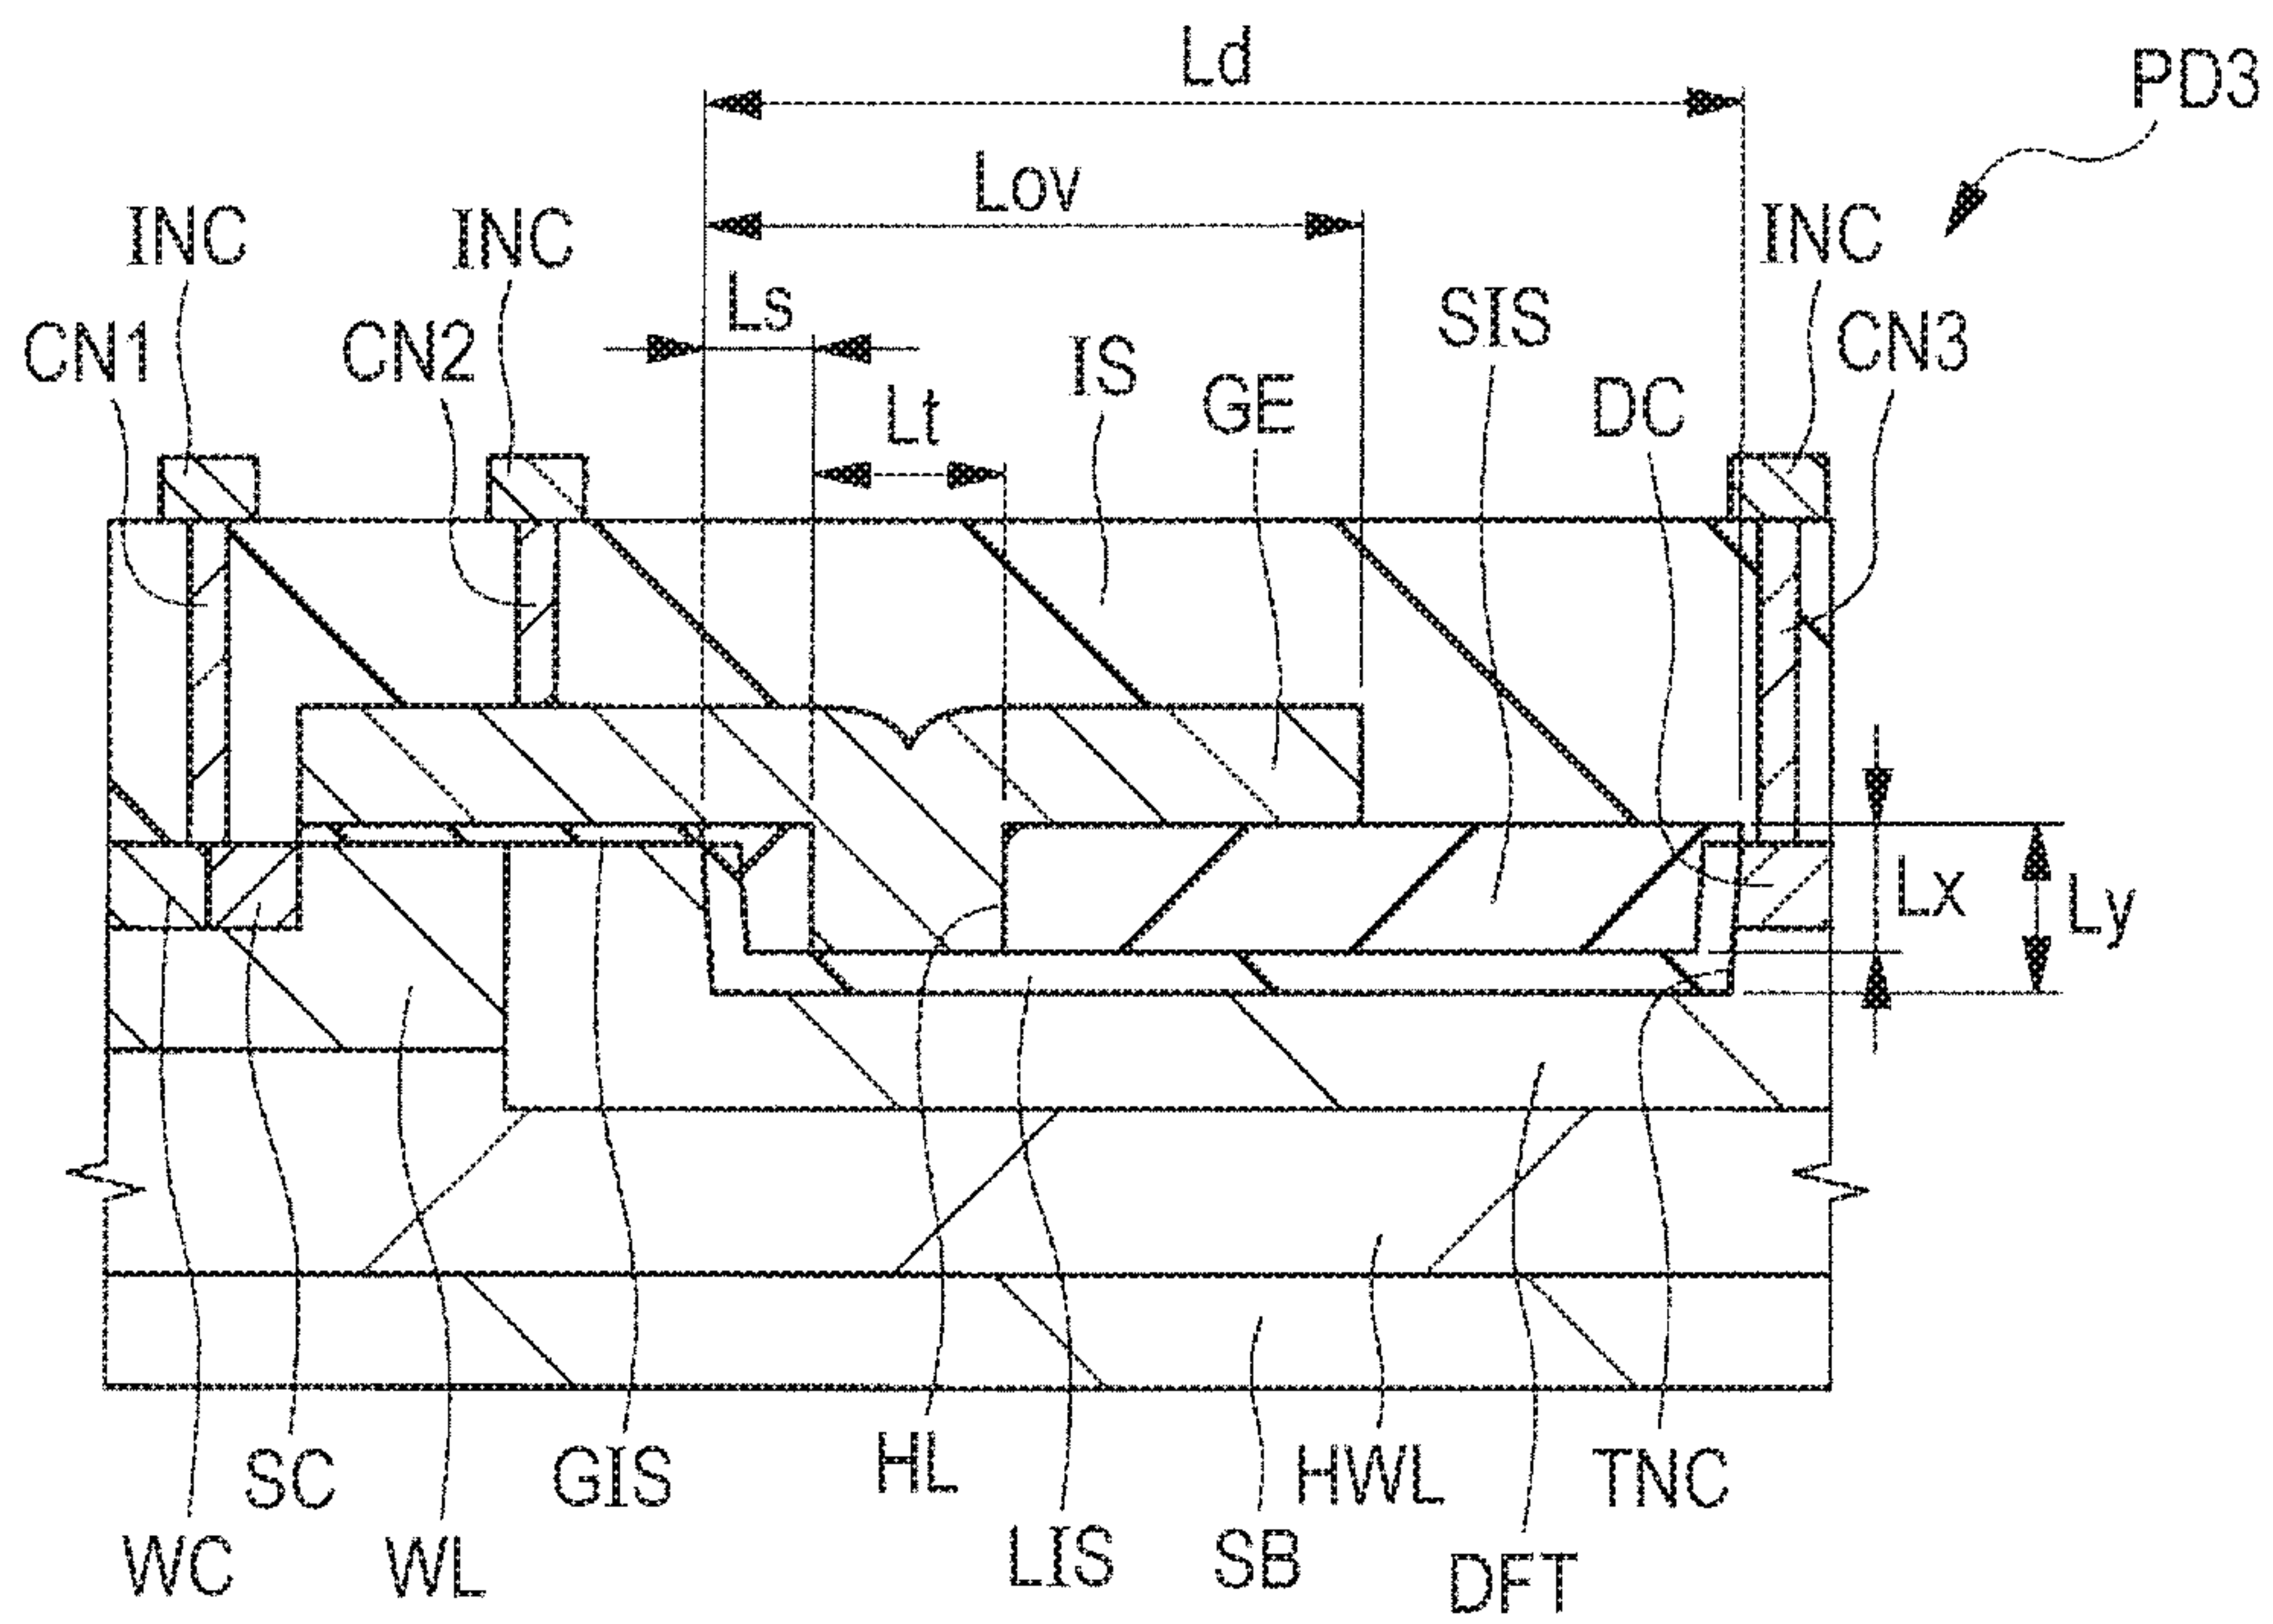 Ld
PD3
Lov
INC
INC
INC
Ls
SIS
CN1
CN2
IS
CN3
GE
DC
Lt
Lx
Ly
HL
HWL
TNC
SC
GIS
WC
WL
LIS
SB
DFT